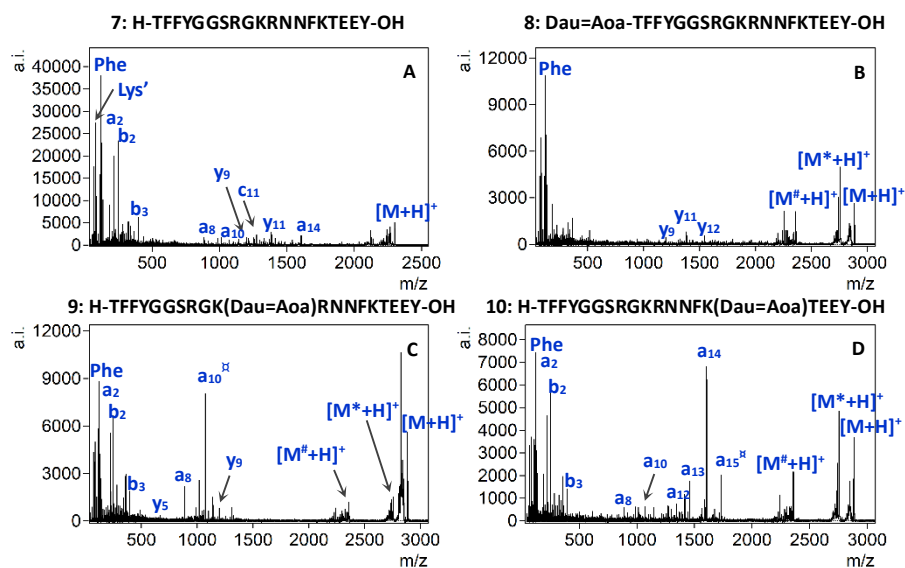 7: H-TFFYGGSRGKRNNFKTEEY-OH
a.i.
40000
35000
30000
25000
20000
15000
10000
5000
0
Phe
Lys'
a₂
b₂
b₃
y₉
c₁₁
a₈
a₁₀
y₁₁
a₁₄
[M+H]⁺
A
500
1000
1500
2000
2500
m/z
8: Dau=Aoa-TFFYGGSRGKRNNFKTEEY-OH
a.i.
12000
9000
6000
3000
0
Phe
B
[M*+H]⁺
[M#+H]⁺
[M+H]⁺
y₉
y₁₁
y₁₂
500
1000
1500
2000
2500
3000
m/z
9: H-TFFYGGSRGK(Dau=Aoa)RNNFKTEEY-OH
a.i.
12000
9000
6000
3000
0
Phe
a₂
b₂
b₃
y₅
a₈
a₁₀¤
y₉
[M#+H]⁺
[M*+H]⁺
[M+H]⁺
C
500
1000
1500
2000
2500
3000
m/z
10: H-TFFYGGSRGKRNNFK(Dau=Aoa)TEEY-OH
a.i.
8000
7000
6000
5000
4000
3000
2000
1000
0
Phe
a₂
b₂
b₃
a₈
a₁₀
a₁₂
a₁₃
a₁₄
a₁₅¤
[M#+H]⁺
[M*+H]⁺
[M+H]⁺
D
500
1000
1500
2000
2500
3000
m/z